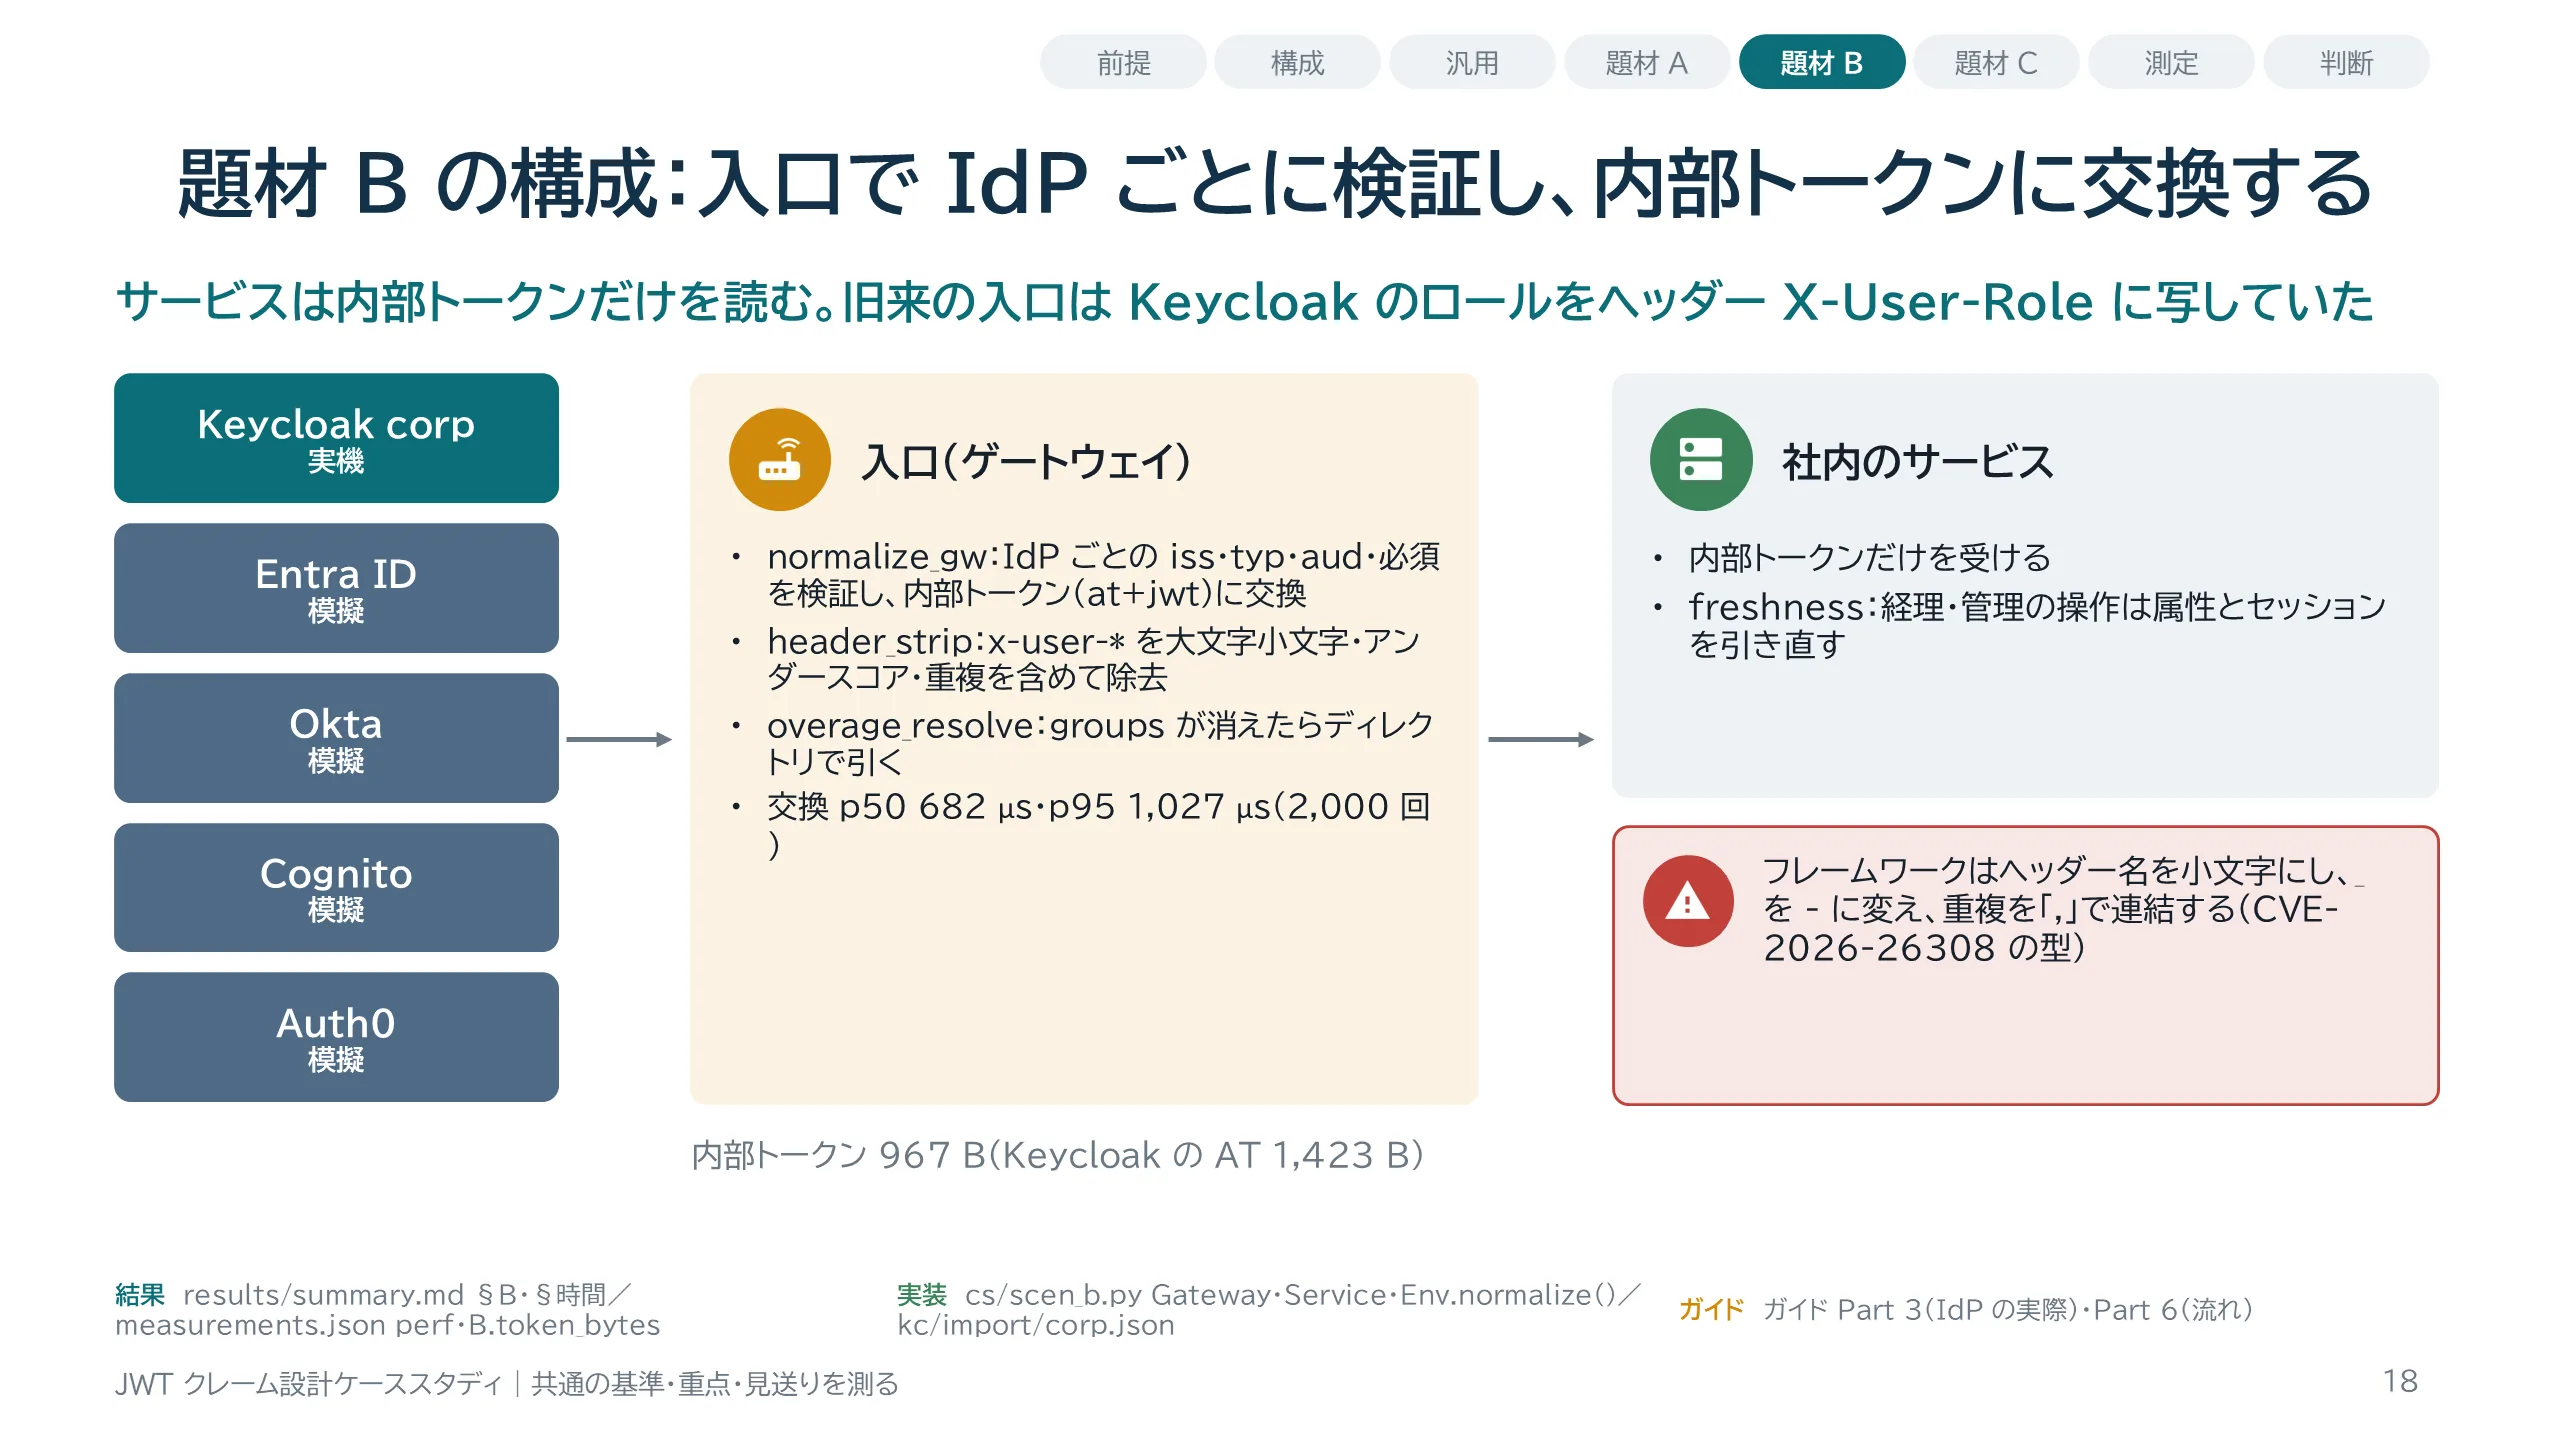 前提
構成
汎用
題材 A
題材 B
題材 C
測定
判断
題材 B の構成：入口で IdP ごとに検証し、内部トークンに交換する
サービスは内部トークンだけを読む。旧来の入口は Keycloak のロールをヘッダー X-User-Role に写していた
Keycloak corp
実機
Entra ID
模擬
Okta
模擬
Cognito
模擬
Auth0
模擬
入口（ゲートウェイ）
• normalize_gw：IdP ごとの iss・typ・aud・必須
を検証し、内部トークン（at+jwt）に交換
• header_strip：x-user-* を大文字小文字・アン
ダースコア・重複を含めて除去
• overage_resolve：groups が消えたらディレク
トリで引く
• 交換 p50 682 µs・p95 1,027 µs（2,000 回
）
内部トークン 967 B（Keycloak の AT 1,423 B）
社内のサービス
• 内部トークンだけを受ける
• freshness：経理・管理の操作は属性とセッション
を引き直す
フレームワークはヘッダー名を小文字にし、_
を - に変え、重複を「,」で連結する（CVE-
2026-26308 の型）
結果 results/summary.md §B・§時間／
measurements.json perf・B.token_bytes
実装 cs/scen_b.py Gateway・Service・Env.normalize()／
kc/import/corp.json
ガイド ガイド Part 3（IdP の実際）・Part 6（流れ）
JWT クレーム設計ケーススタディ｜共通の基準・重点・見送りを測る
18